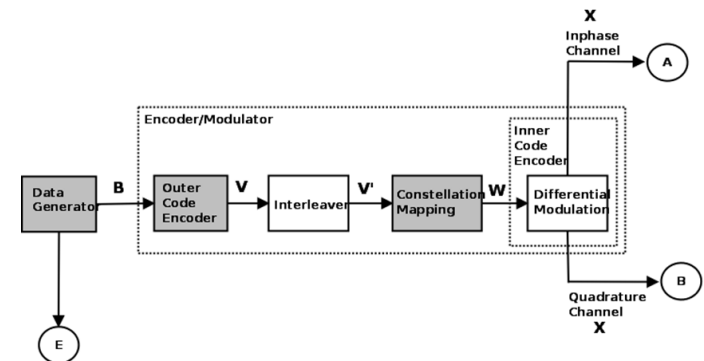 X
Inphase
Channel
A
Encoder/Modulator
Inner
Code
Encoder
Data
Generator
B
Outer
Code
Encoder
V
Interleaver
V'
Constellation
Mapping
W
Differential
Modulation
B
Quadrature
Channel
X
E